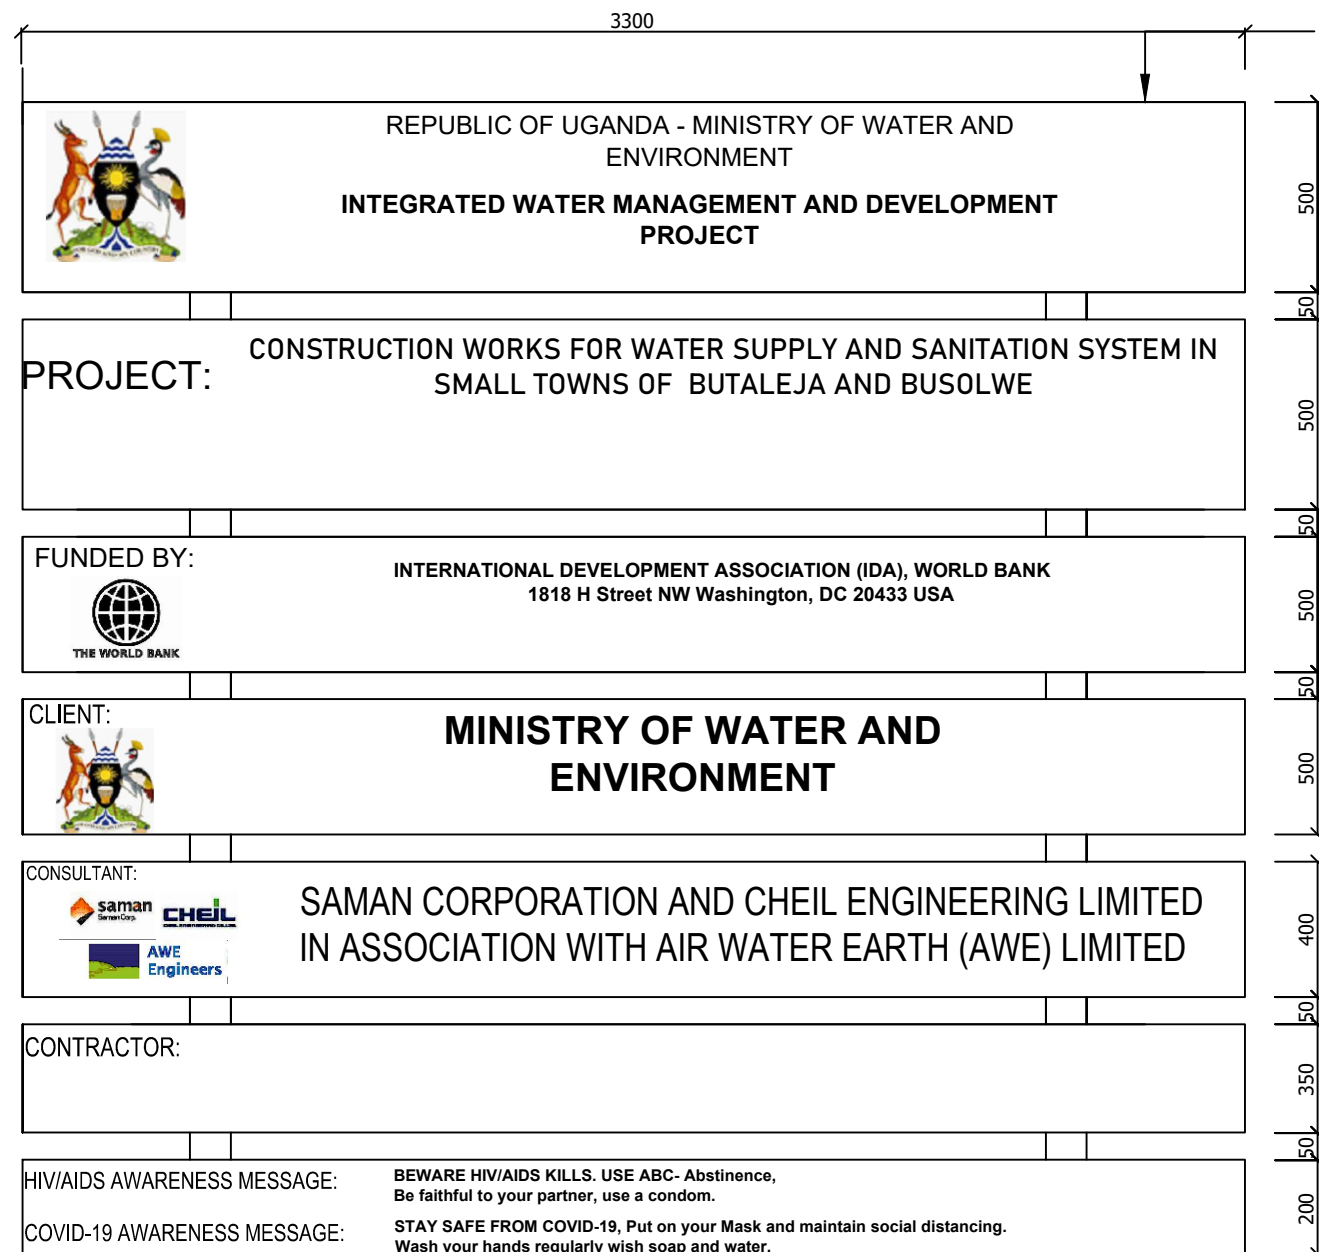 3300
REPUBLIC OF UGANDA - MINISTRY OF WATER AND
ENVIRONMENT
INTEGRATED WATER MANAGEMENT AND DEVELOPMENT
PROJECT
500
50
PROJECT:
CONSTRUCTION WORKS FOR WATER SUPPLY AND SANITATION SYSTEM IN
SMALL TOWNS OF BUTALEJA AND BUSOLWE
500
50
FUNDED BY:
THE WORLD BANK
INTERNATIONAL DEVELOPMENT ASSOCIATION (IDA), WORLD BANK
1818 H Street NW Washington, DC 20433 USA
500
50
CLIENT:
MINISTRY OF WATER AND
ENVIRONMENT
500
CONSULTANT:
saman
Saman Corp.
CHEIL
AWE
Engineers
SAMAN CORPORATION AND CHEIL ENGINEERING LIMITED
IN ASSOCIATION WITH AIR WATER EARTH (AWE) LIMITED
400
50
CONTRACTOR:
350
50
HIV/AIDS AWARENESS MESSAGE:
BEWARE HIV/AIDS KILLS. USE ABC- Abstinence,
Be faithful to your partner, use a condom.
COVID-19 AWARENESS MESSAGE:
STAY SAFE FROM COVID-19, Put on your Mask and maintain social distancing.
Wash your hands regularly wish soap and water.
200